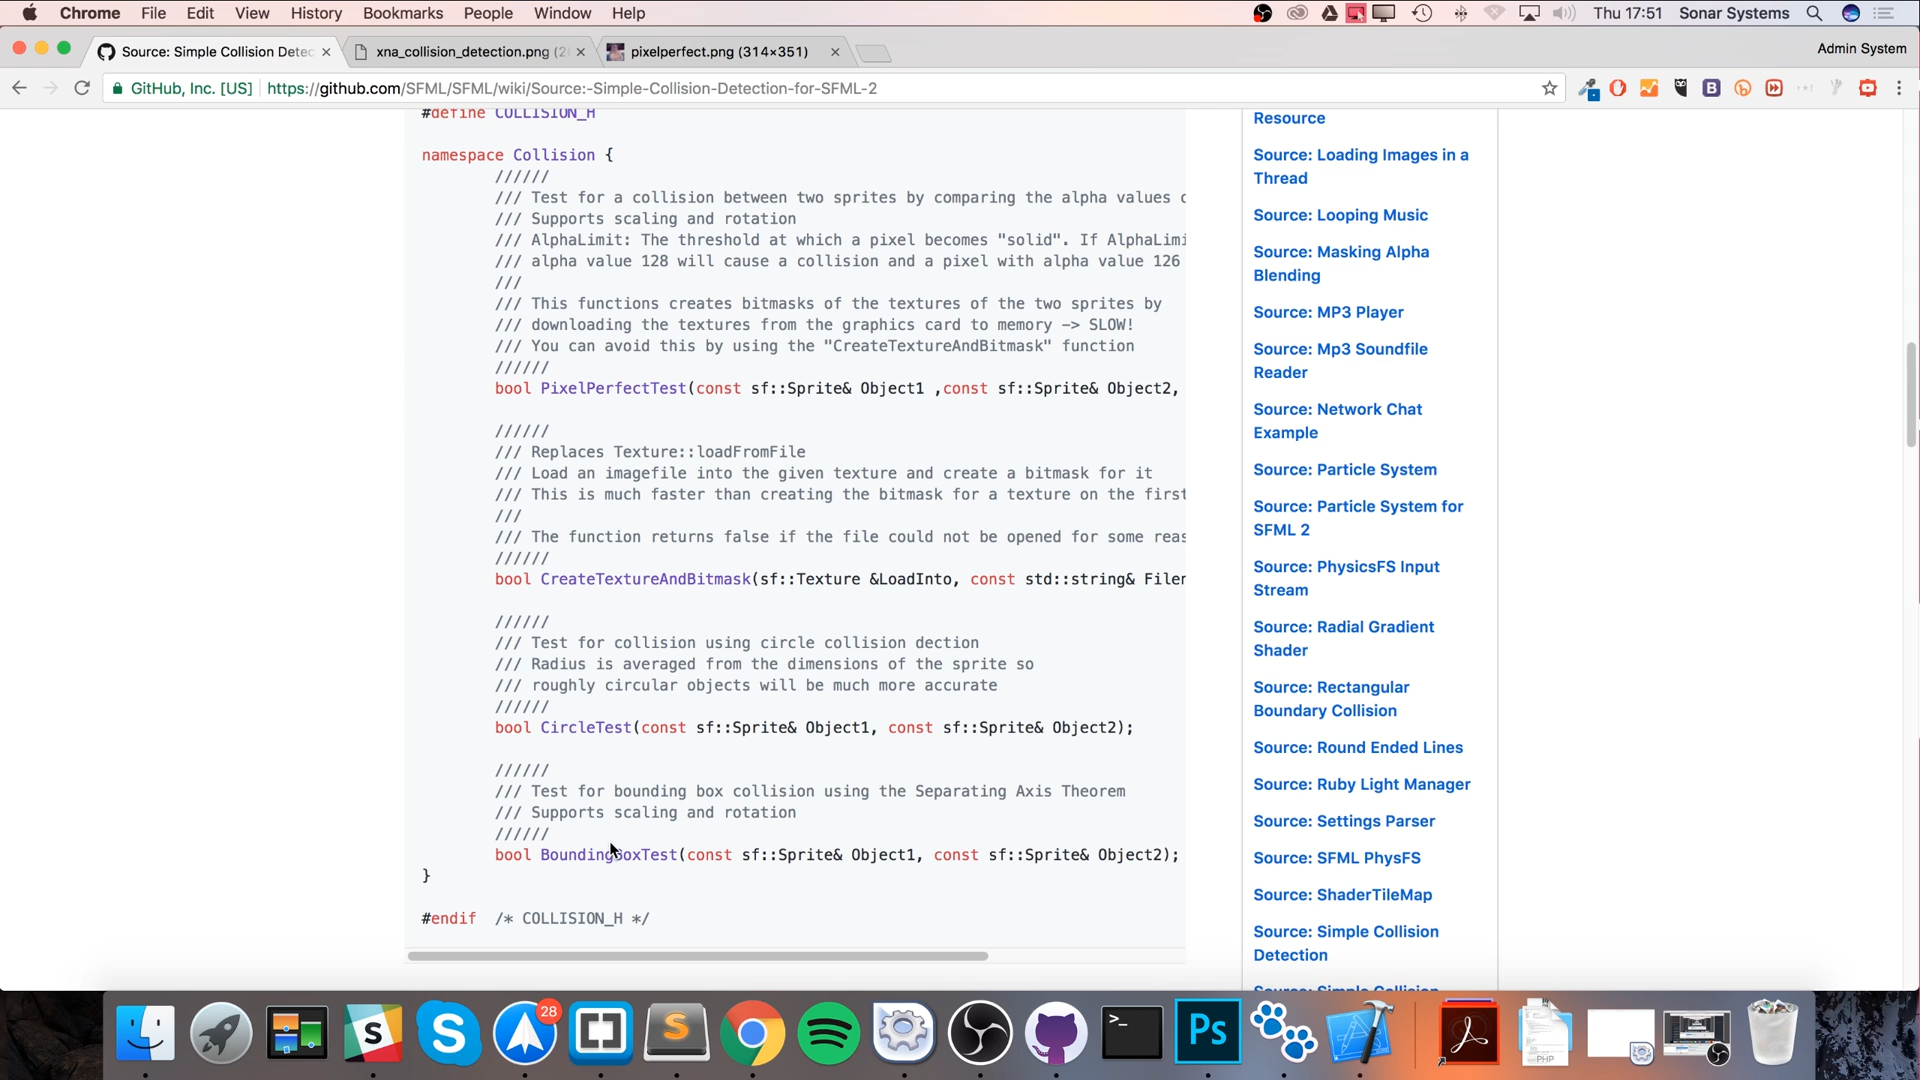 Chrome File Edit View History Bookmarks People Window Help Thu 17:51 Sonar Systems
Source: Simple Collision Detec xna_collision_detection.png (2 pixelperfect.png (314×351) Admin System
GitHub, Inc. [US] https://github.com/SFML/SFML/wiki/Source:-Simple-Collision-Detection-for-SFML-2
#define COLLISION_H
namespace Collision {
//////
/// Test for a collision between two sprites by comparing the alpha values
/// Supports scaling and rotation
/// AlphaLimit: The threshold at which a pixel becomes "solid". If AlphaLimi
/// alpha value 128 will cause a collision and a pixel with alpha value 126
///
/// This functions creates bitmasks of the textures of the two sprites by
/// downloading the textures from the graphics card to memory -> SLOW!
/// You can avoid this by using the "CreateTextureAndBitmask" function
//////
bool PixelPerfectTest(const sf::Sprite& Object1 ,const sf::Sprite& Object2,
//////
/// Replaces Texture::loadFromFile
/// Load an imagefile into the given texture and create a bitmask for it
/// This is much faster than creating the bitmask for a texture on the first
///
/// The function returns false if the file could not be opened for some reas
//////
bool CreateTextureAndBitmask(sf::Texture &LoadInto, const std::string& Filen
//////
/// Test for collision using circle collision dection
/// Radius is averaged from the dimensions of the sprite so
/// roughly circular objects will be much more accurate
//////
bool CircleTest(const sf::Sprite& Object1, const sf::Sprite& Object2);
//////
/// Test for bounding box collision using the Separating Axis Theorem
/// Supports scaling and rotation
//////
bool BoundingBoxTest(const sf::Sprite& Object1, const sf::Sprite& Object2);
}
#endif /* COLLISION_H */
Resource
Source: Loading Images in a
Thread
Source: Looping Music
Source: Masking Alpha
Blending
Source: MP3 Player
Source: Mp3 Soundfile
Reader
Source: Network Chat
Example
Source: Particle System
Source: Particle System for
SFML 2
Source: PhysicsFS Input
Stream
Source: Radial Gradient
Shader
Source: Rectangular
Boundary Collision
Source: Round Ended Lines
Source: Ruby Light Manager
Source: Settings Parser
Source: SFML PhysFS
Source: ShaderTileMap
Source: Simple Collision
Detection
Source: Simple Collision
28
Ps
PHP